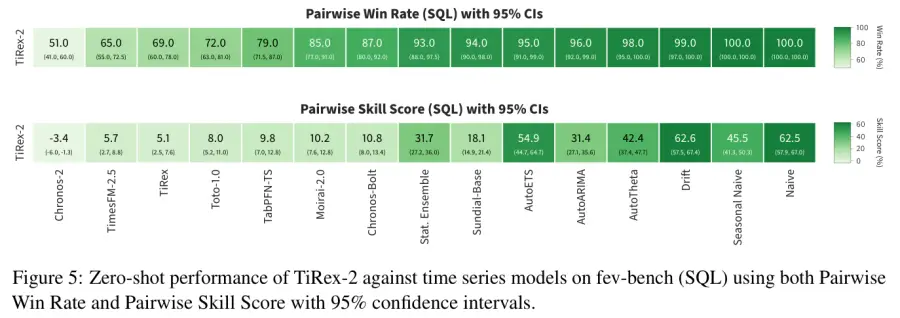 Pairwise Win Rate (SQL) with 95% CIs
TiRex-2
51.0 65.0 69.0 72.0 79.0 85.0 87.0 93.0 94.0 95.0 96.0 98.0 99.0 100.0 100.0
(41.0, 60.0) (55.0, 72.5) (60.0, 78.0) (63.0, 81.0) (71.5, 87.0) (77.0, 91.0) (80.0, 92.0) (88.0, 97.5) (90.0, 98.0) (91.0, 99.0) (92.0, 99.0) (95.0, 100.0) (97.0, 100.0) (100.0, 100.0) (100.0, 100.0)
100
80
60
Win Rate (%)
Pairwise Skill Score (SQL) with 95% CIs
TiRex-2
-3.4 5.7 5.1 8.0 9.8 10.2 10.8 31.7 18.1 54.9 31.4 42.4 62.6 45.5 62.5
(-6.0, -1.3) (2.7, 8.8) (2.5, 7.6) (5.2, 11.0) (7.0, 12.8) (7.6, 12.8) (8.0, 13.4) (27.2, 36.0) (14.9, 21.4) (44.7, 64.7) (27.1, 35.6) (37.4, 47.7) (57.5, 67.4) (41.3, 50.3) (57.9, 67.0)
60
40
20
0
Skill Score (%)
Chronos-2
TimesFM-2.5
TiRex
Toto-1.0
TabPFN-TS
Moirai-2.0
Chronos-Bolt
Stat. Ensemble
Sundial-Base
AutoETS
AutoARIMA
AutoTheta
Drift
Seasonal Naive
Naive
Figure 5: Zero-shot performance of TiRex-2 against time series models on fev-bench (SQL) using both Pairwise
Win Rate and Pairwise Skill Score with 95% confidence intervals.